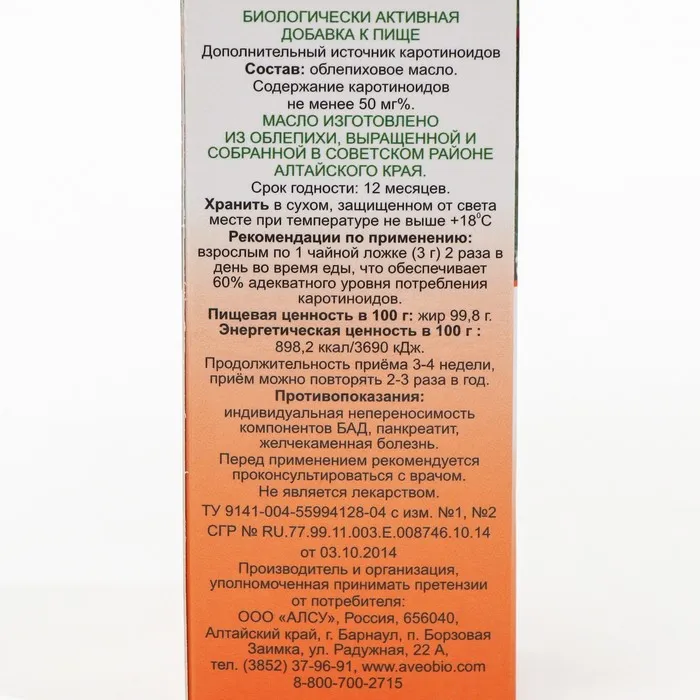 БИОЛОГИЧЕСКИ АКТИВНАЯ
ДОБАВКА К ПИЩЕ
Дополнительный источник каротиноидов
Состав: облепиховое масло.
Содержание каротиноидов
не менее 50 мг%.
МАСЛО ИЗГОТОВЛЕНО
ИЗ ОБЛЕПИХИ, ВЫРАЩЕННОЙ И
СОБРАННОЙ В СОВЕТСКОМ РАЙОНЕ
АЛТАЙСКОГО КРАЯ.
Срок годности: 12 месяцев.
Хранить в сухом, защищенном от света
месте при температуре не выше +18⁰С
Рекомендации по применению:
взрослым по 1 чайной ложке (3 г) 2 раза в
день во время еды, что обеспечивает
60% адекватного уровня потребления
каротиноидов.
Пищевая ценность в 100 г: жир 99,8 г.
Энергетическая ценность в 100 г :
898,2 ккал/3690 кДж.
Продолжительность приёма 3-4 недели,
приём можно повторять 2-3 раза в год.
Противопоказания:
индивидуальная непереносимость
компонентов БАД, панкреатит,
желчекаменная болезнь.
Перед применением рекомендуется
проконсультироваться с врачом.
Не является лекарством.
ТУ 9141-004-55994128-04 с изм. №1, №2
СГР № RU.77.99.11.003.Е.008746.10.14
от 03.10.2014
Производитель и организация,
уполномоченная принимать претензии
от потребителя:
ООО «АЛСУ», Россия, 656040,
Алтайский край, г. Барнаул, п. Борзовая
Заимка, ул. Радужная, 22 А,
тел. (3852) 37-96-91, www.aveobio.com
8-800-700-2715